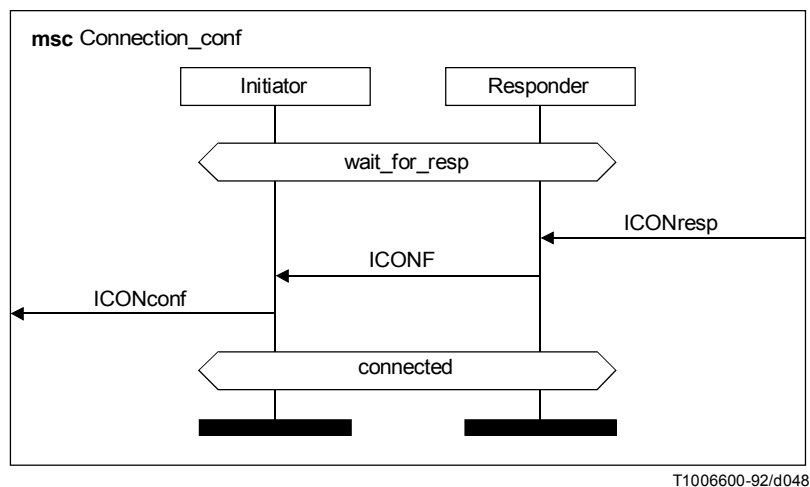 msc Connection_conf
Initiator
Responder
wait_for_resp
ICONresp
ICONF
ICONconf
connected
T1006600-92/d048